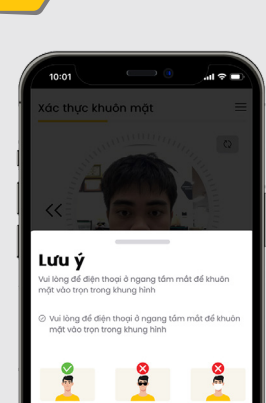 10:01
Xác thực khuôn mặt
Lưu ý
Vui lòng để điện thoại ở ngang tầm mắt để khuôn
mặt vào trọn trong khung hình
Vui lòng để điện thoại ở ngang tầm mắt để khuôn
mặt vào trọn trong khung hình